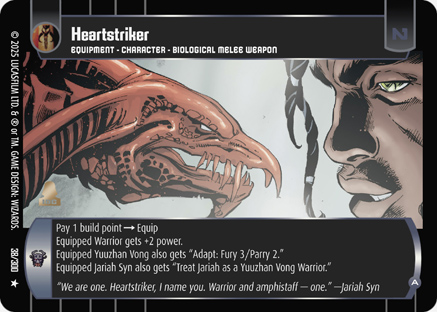 Heartstriker
EQUIPMENT • CHARACTER • BIOLOGICAL MELEE WEAPON
N
Pay 1 build point → Equip
Equipped Warrior gets +2 power.
Equipped Yuuzhan Vong also gets “Adapt: Fury 3/Parry 2.”
Equipped Jariah Syn also gets “Treat Jariah as a Yuuzhan Vong Warrior.”
“We are one. Heartstriker, I name you. Warrior and amphistaff — one.” —Jariah Syn
A
© 2025 LUCASFILM LTD. & ® or TM. GAME DESIGN: WIZARDS.
38/300 ★